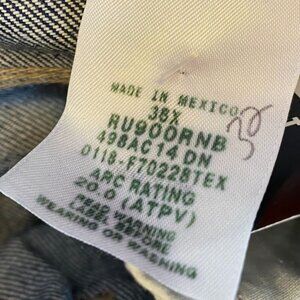 MADE IN MEXICO
38X
RU900RNB
498AC14 DN
0118-F70228TEX
ARC RATING
20.0 (ATPV)
READ WARNING
LABEL BEFORE
WEARING OR WASHING